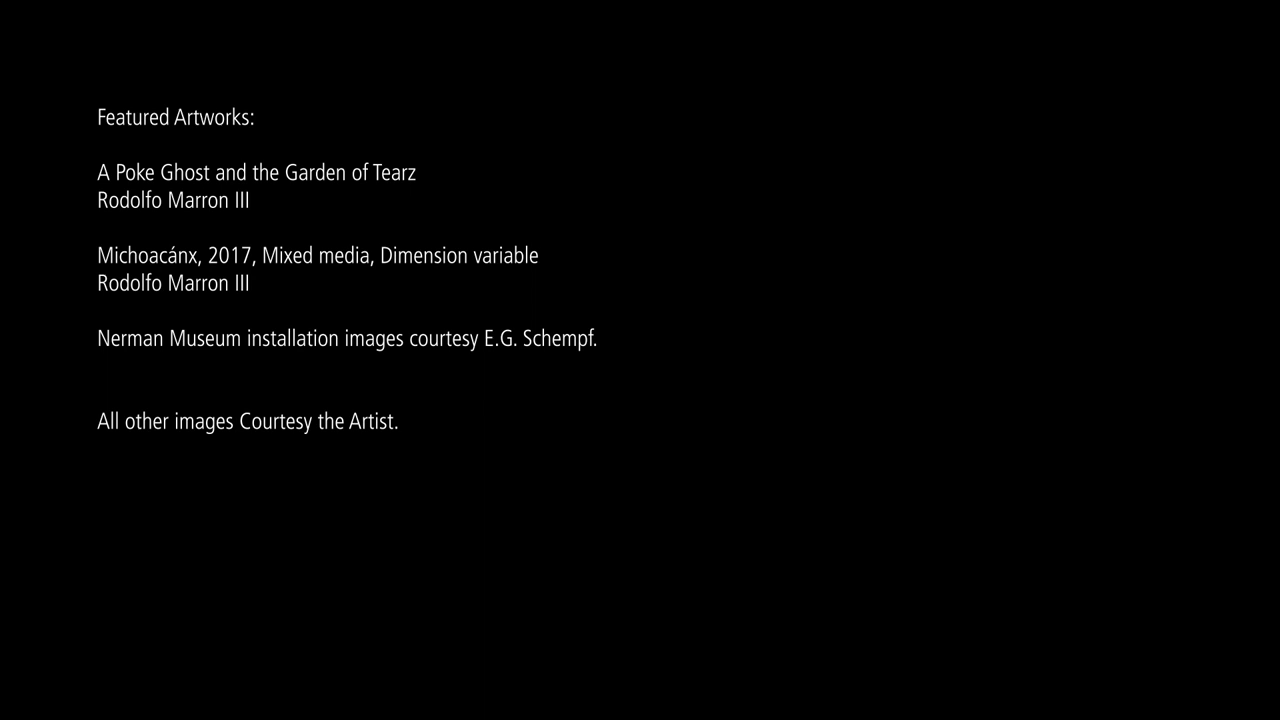 Featured Artworks:
A Poke Ghost and the Garden of Tearz
Rodolfo Marron III
Michoacánx, 2017, Mixed media, Dimension variable
Rodolfo Marron III
Nerman Museum installation images courtesy E.G. Schempf.
All other images Courtesy the Artist.